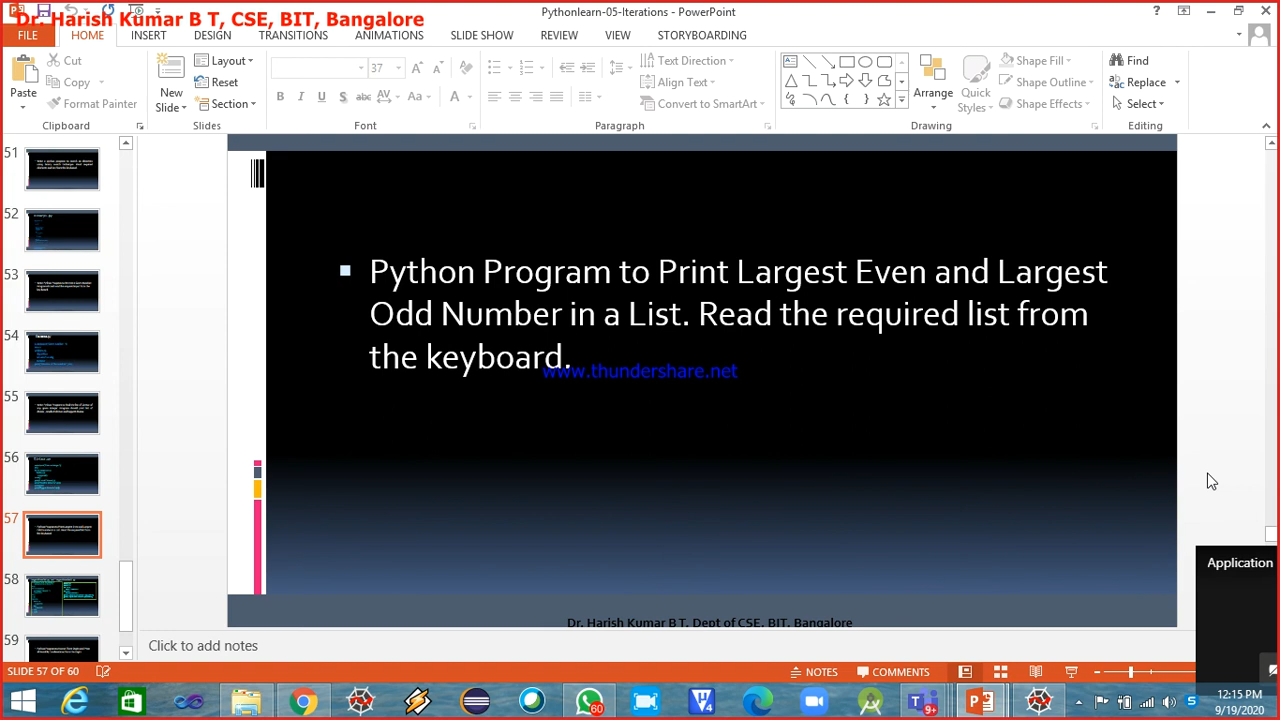 Dr. Harish Kumar B T, CSE, BIT, Bangalore
Pythonlearn-05-Iterations - PowerPoint
FILE HOME INSERT DESIGN TRANSITIONS ANIMATIONS SLIDE SHOW REVIEW VIEW STORYBOARDING
Paste
Cut
Copy
Format Painter
Clipboard
New
Slide
Layout
Reset
Section
Slides
37
B I U S abc AV Aa A
Font
Text Direction
Align Text
Convert to SmartArt
Paragraph
Arrange
Quick
Styles
Shape Fill
Shape Outline
Shape Effects
Drawing
Find
Replace
Select
Editing
51
52
53
54
55
56
57
58
59
Python Program to Print Largest Even and Largest
Odd Number in a List. Read the required list from
the keyboard.
www.thundershare.net
Dr. Harish Kumar B T, Dept of CSE, BIT, Bangalore
Application
Click to add notes
SLIDE 57 OF 60
NOTES
COMMENTS
60
9+
12:15 PM
9/19/2020